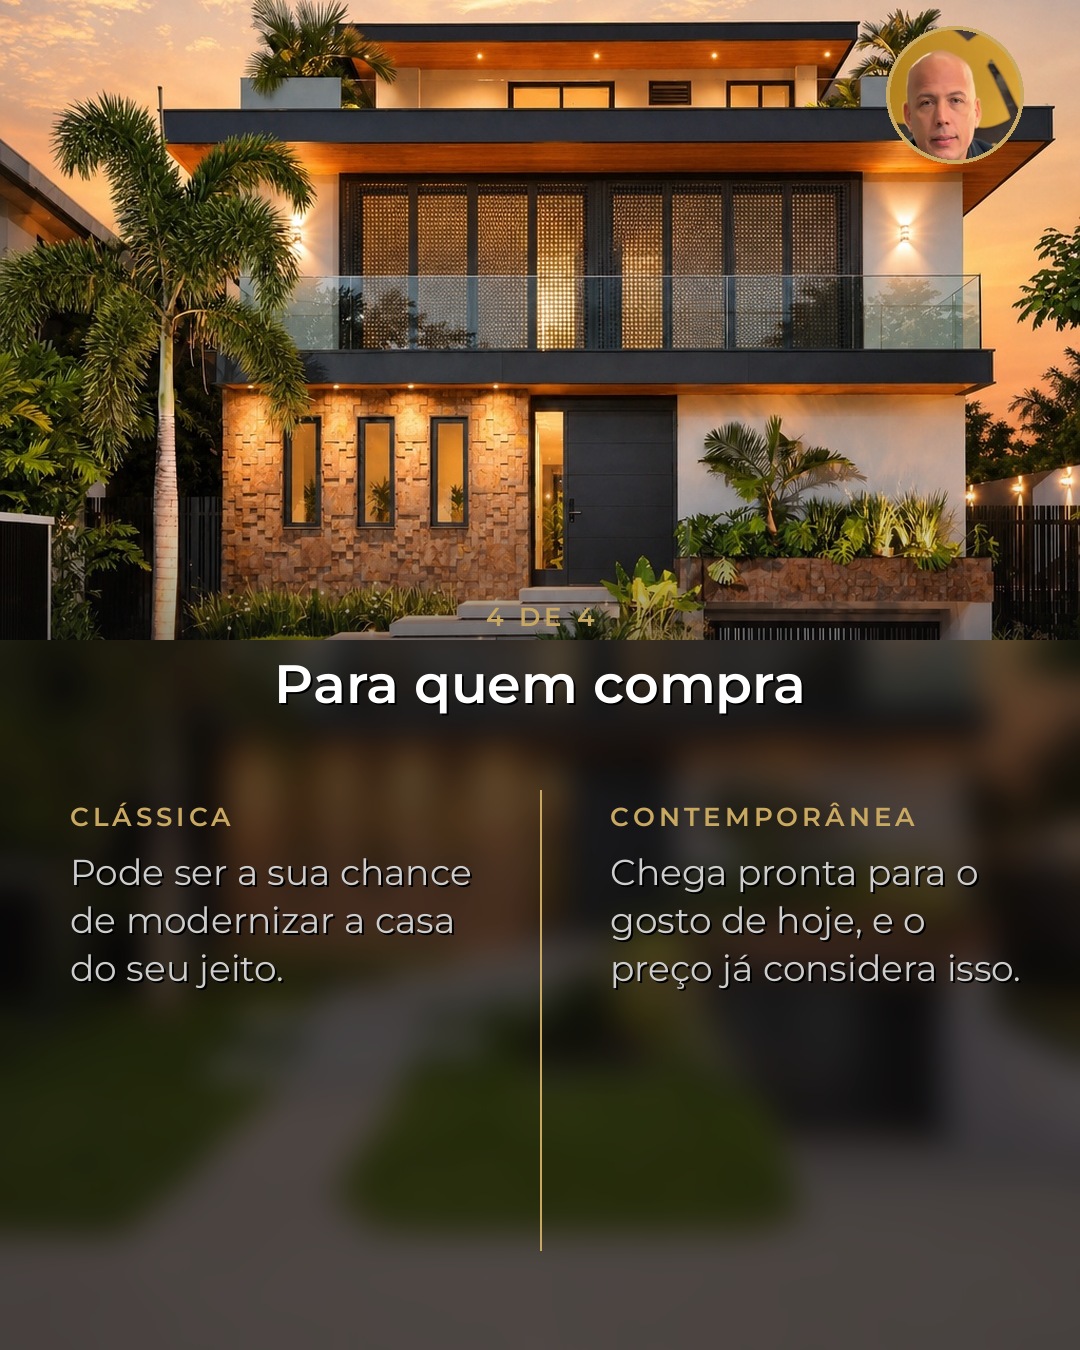 4 DE 4
Para quem compra
CLÁSSICA
Pode ser a sua chance
de modernizar a casa
do seu jeito.
CONTEMPORÂNEA
Chega pronta para o
gosto de hoje, e o
preço já considera isso.